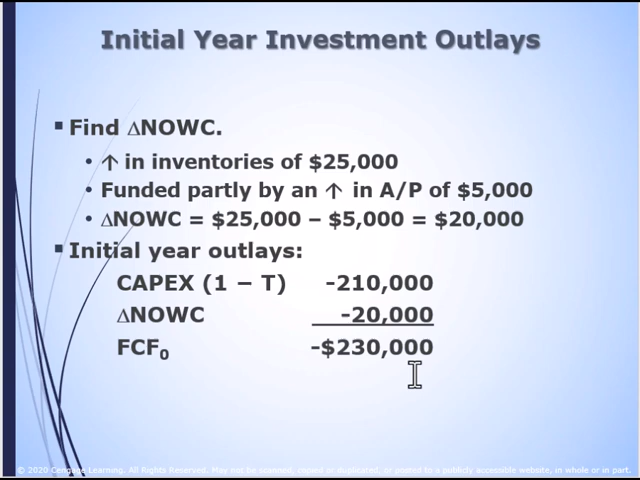 Initial Year Investment Outlays
▪ Find ∆NOWC.
• ↑ in inventories of $25,000
• Funded partly by an ↑ in A/P of $5,000
• ∆NOWC = $25,000 – $5,000 = $20,000
▪ Initial year outlays:
CAPEX (1 – T) -210,000
∆NOWC -20,000
FCF₀ -$230,000
© 2020 Cengage Learning. All Rights Reserved. May not be scanned, copied or duplicated, or posted to a publicly accessible website, in whole or in part.